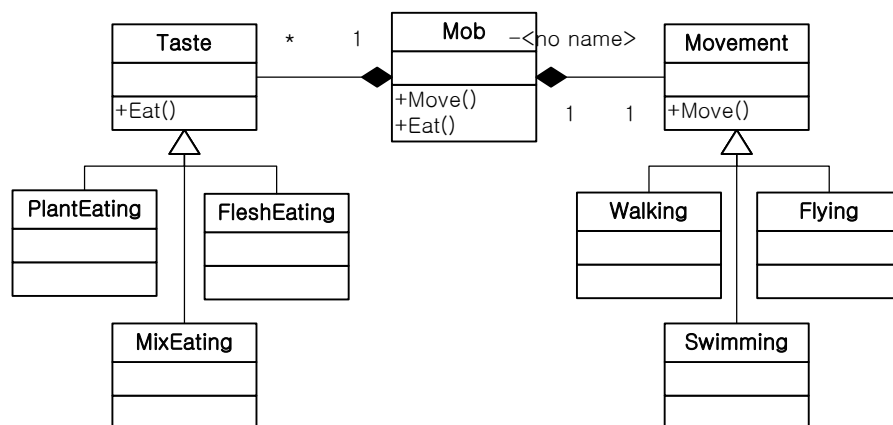 Taste
+Eat()
*
1
Mob
+Move()
+Eat()
-<no name>
1
1
Movement
+Move()
PlantEating
FleshEating
MixEating
Walking
Flying
Swimming